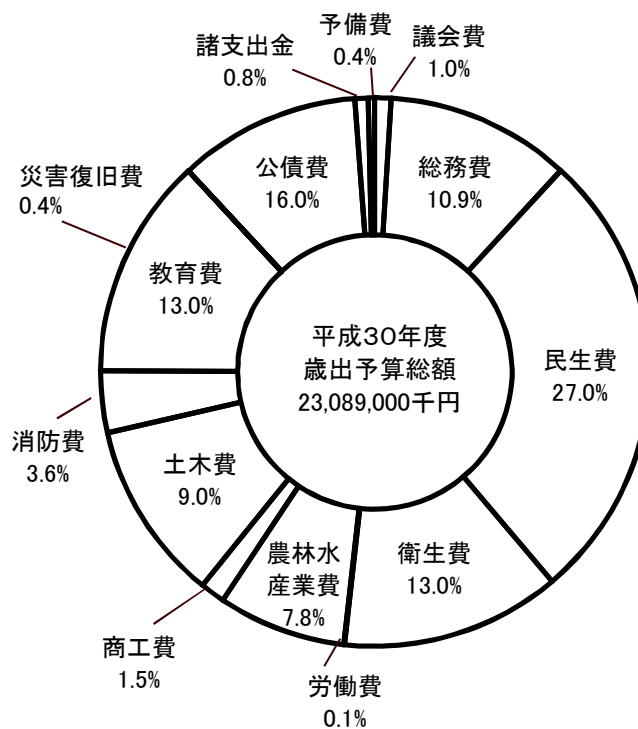 予備費
0.4%
議会費
1.0%
総務費
10.9%
民生費
27.0%
衛生費
13.0%
労働費
0.1%
農林水
産業費
7.8%
商工費
1.5%
土木費
9.0%
消防費
3.6%
教育費
13.0%
災害復旧費
0.4%
公債費
16.0%
諸支出金
0.8%
平成30年度
歳出予算総額
23,089,000千円